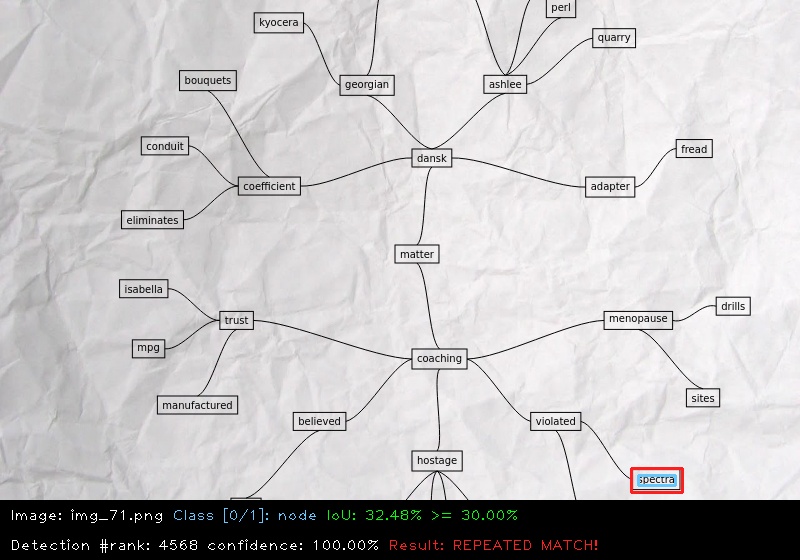 perl
kyocera
quarry
bouquets
georgian
ashlee
conduit
fread
dansk
coefficient
adapter
eliminates
matter
isabella
drills
trust
menopause
mpg
coaching
sites
manufactured
believed
violated
hostage
spectra
Image: img_71.png Class [0/1]: node IoU: 32.48% >= 30.00%
Detection #rank: 4568 confidence: 100.00% Result: REPEATED MATCH!